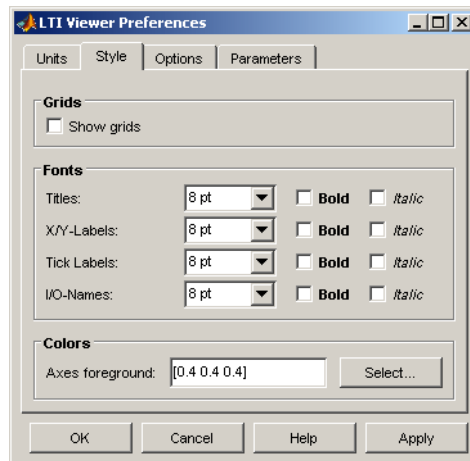 LTI Viewer Preferences
Units Style Options Parameters
Grids
Show grids
Fonts
Titles: 8 pt Bold Italic
X/Y-Labels: 8 pt Bold Italic
Tick Labels: 8 pt Bold Italic
I/O-Names: 8 pt Bold Italic
Colors
Axes foreground: [0.4 0.4 0.4] Select...
OK Cancel Help Apply